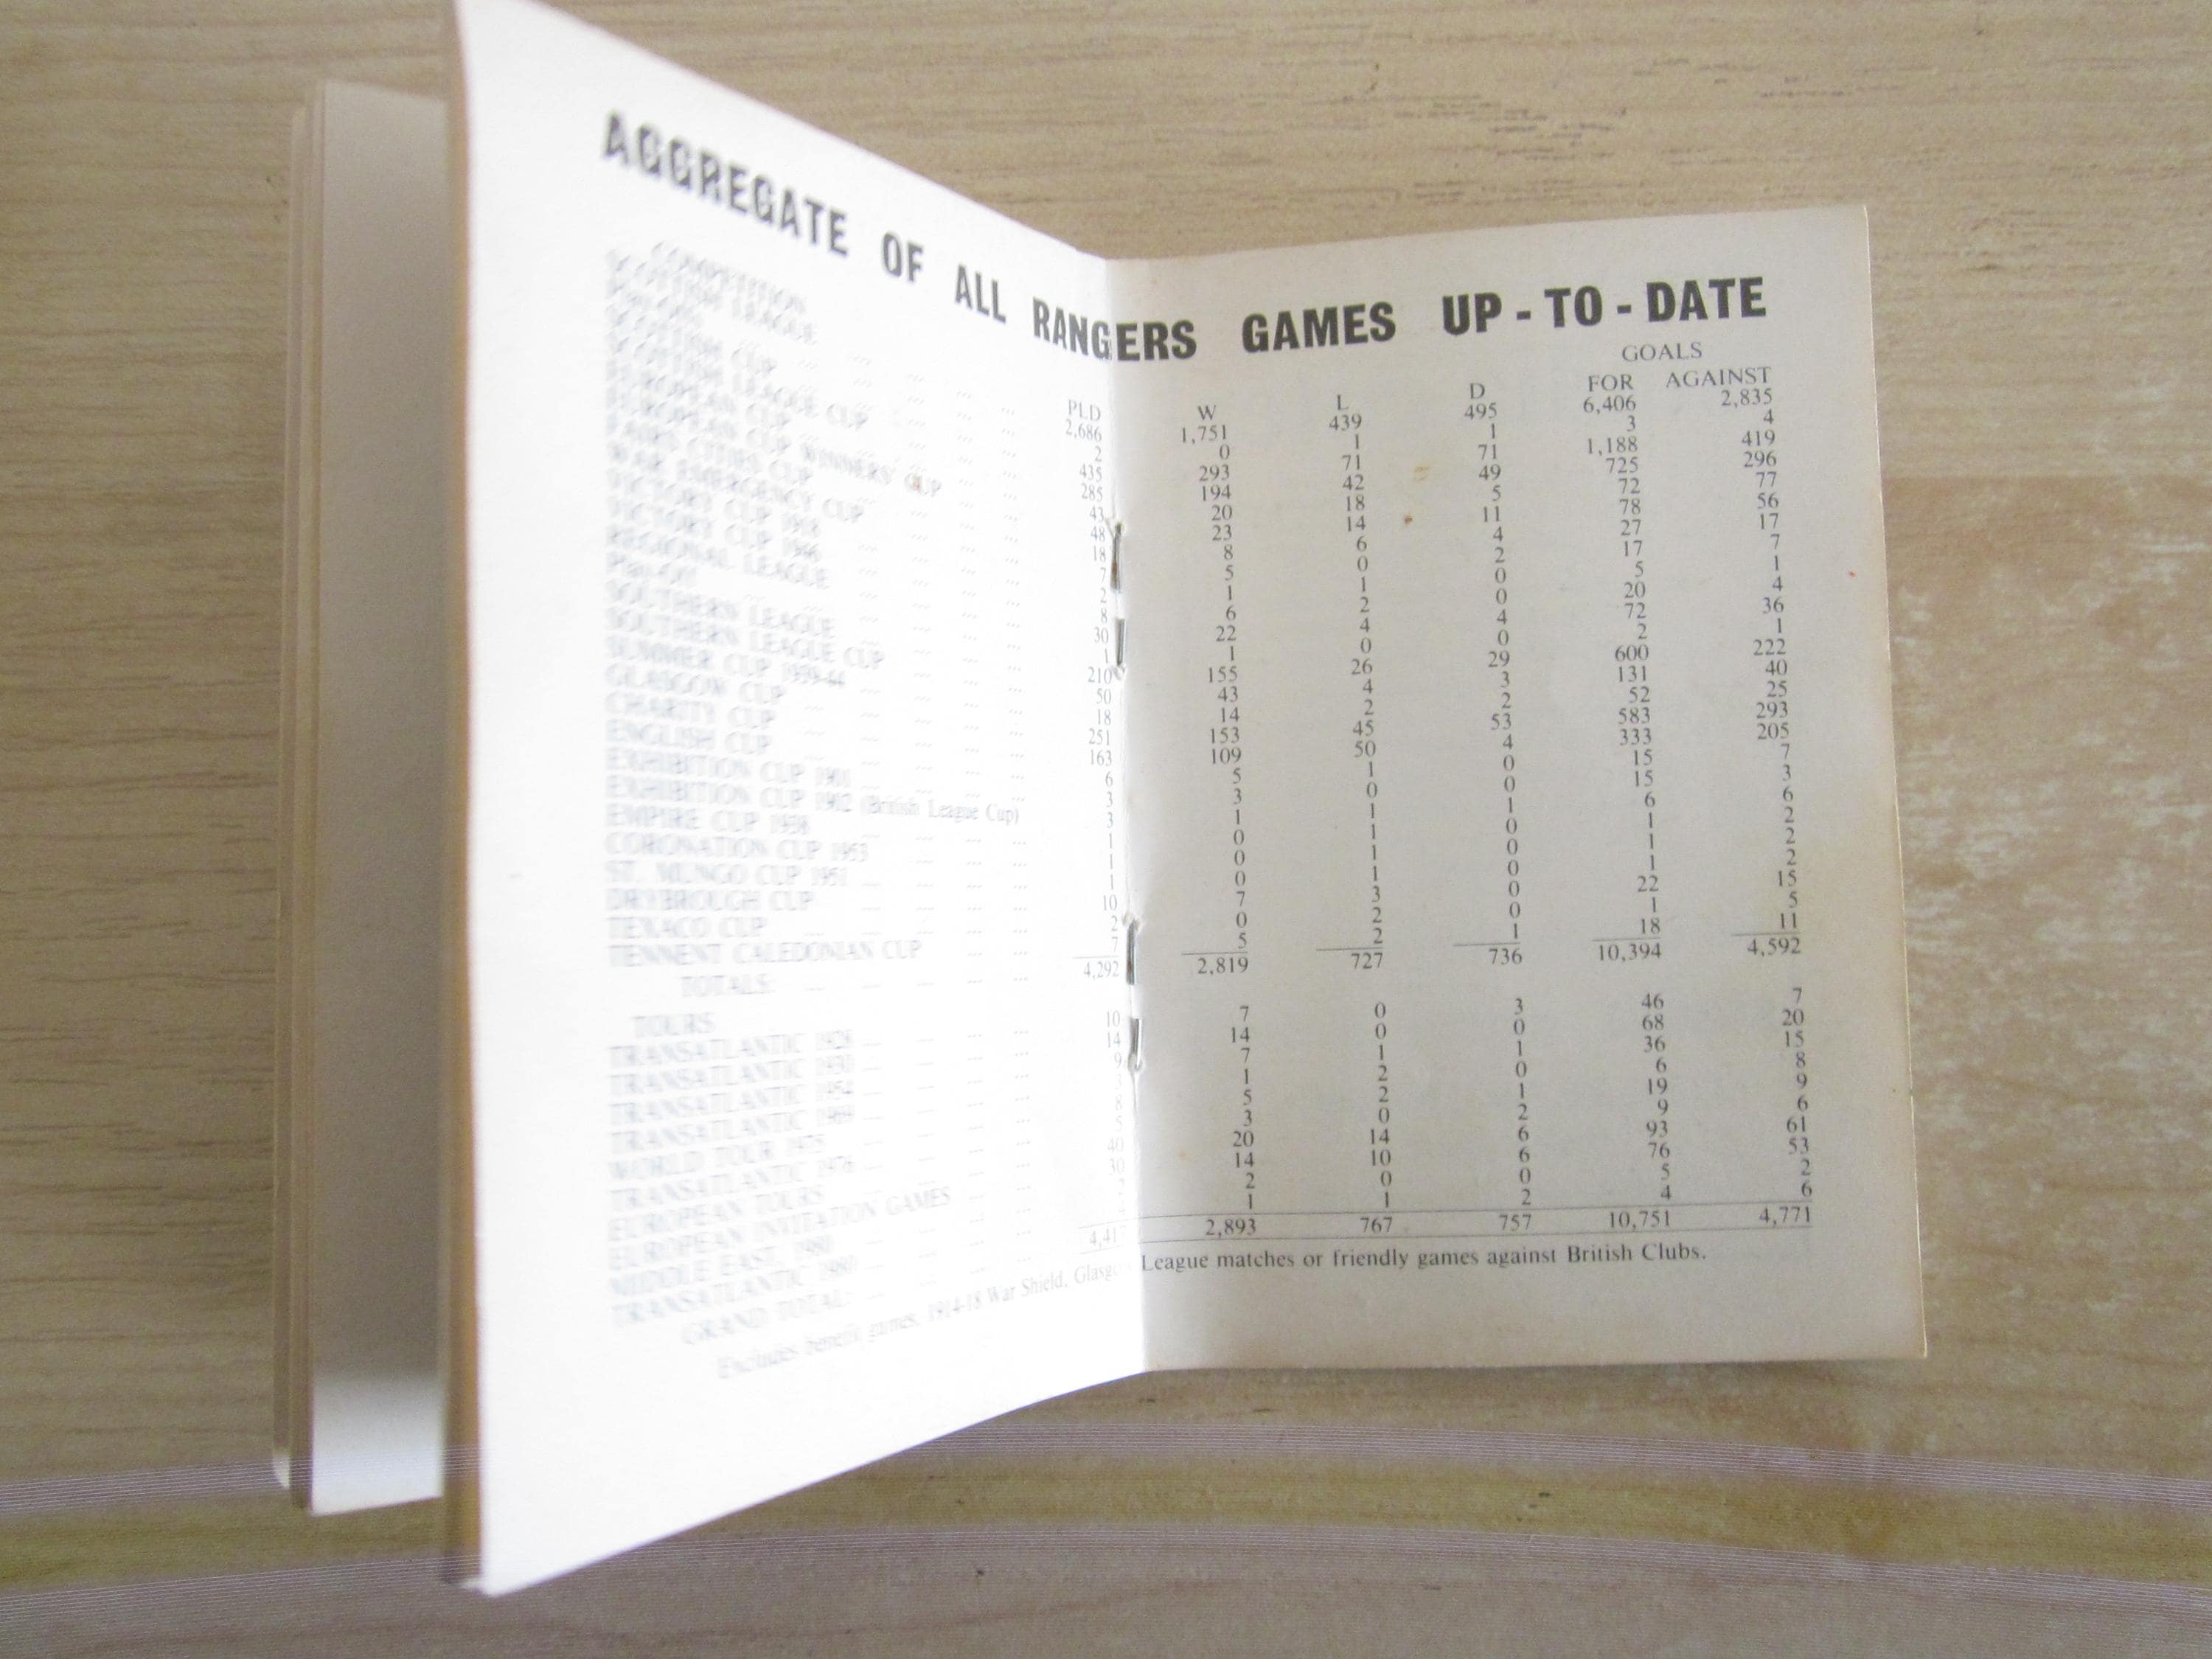 AGGREGATE OF ALL RANGERS GAMES UP-TO-DATE
GOALS
COMPETITION PLD W L D FOR AGAINST
SCOTTISH LEAGUE ... 2,686 1,751 439 495 6,406 2,835
Play-Offs ... 2 0 1 1 3 4
SCOTTISH CUP ... 435 293 71 71 1,188 419
SCOTTISH LEAGUE CUP ... 285 194 42 49 725 296
EUROPEAN CUP ... 43 20 18 5 72 77
EUROPEAN CUP WINNERS' CUP ... 48 23 14 11 78 56
FAIRS CITIES CUP ... 18 8 6 4 27 17
WAR EMERGENCY CUP ... 7 5 0 2 17 7
VICTORY CUP 1918 ... 2 1 1 0 5 1
VICTORY CUP 1946 ... 8 6 2 0 20 4
REGIONAL LEAGUE ... 30 22 4 4 72 36
Play-Off ... 1 1 0 0 2 1
SOUTHERN LEAGUE ... 210 155 26 29 600 222
SOUTHERN LEAGUE CUP ... 50 43 4 3 131 40
SUMMER CUP ... 18 14 2 2 52 25
GLASGOW CUP ... 251 153 45 53 583 293
CHARITY CUP ... 163 109 50 4 333 205
ENGLISH CUP ... 6 5 1 0 15 7
EXHIBITION CUP 1901 ... 3 3 0 0 15 3
EXHIBITION CUP 1902 (British League Cup) 3 1 1 1 6 6
EMPIRE CUP 1938 ... 1 0 1 0 1 2
CORONATION CUP 1953 ... 1 0 1 0 1 2
ST. MUNGO CUP 1951 ... 1 0 1 0 1 2
DRYBROUGH CUP ... 10 7 3 0 22 15
TEXACO CUP ... 2 0 2 0 1 5
TENNENT CALEDONIAN CUP ... 7 5 2 1 18 11
TOTALS: ... 4,292 2,819 727 736 10,394 4,592
TOURS
TRANSATLANTIC 1928 ... 10 7 0 3 46 7
TRANSATLANTIC 1930 ... 14 14 0 0 68 20
TRANSATLANTIC 1954 ... 9 7 1 1 36 15
TRANSATLANTIC 1969 ... 3 1 2 0 6 8
WORLD TOUR 1975 ... 8 5 2 1 19 9
TRANSATLANTIC 1976 ... 5 3 0 2 9 6
EUROPEAN TOURS ... 40 20 14 6 93 61
EUROPEAN INVITATION GAMES ... 30 14 10 6 76 53
MIDDLE EAST 1980 ... 2 2 0 0 5 2
TRANSATLANTIC 1980 ... 1 1 2 4 6
GRAND TOTAL: ... 2,893 767 757 10,751 4,771
Excludes benefit games, 1914-18 War Shield, Glasgow League matches or friendly games against British Clubs.